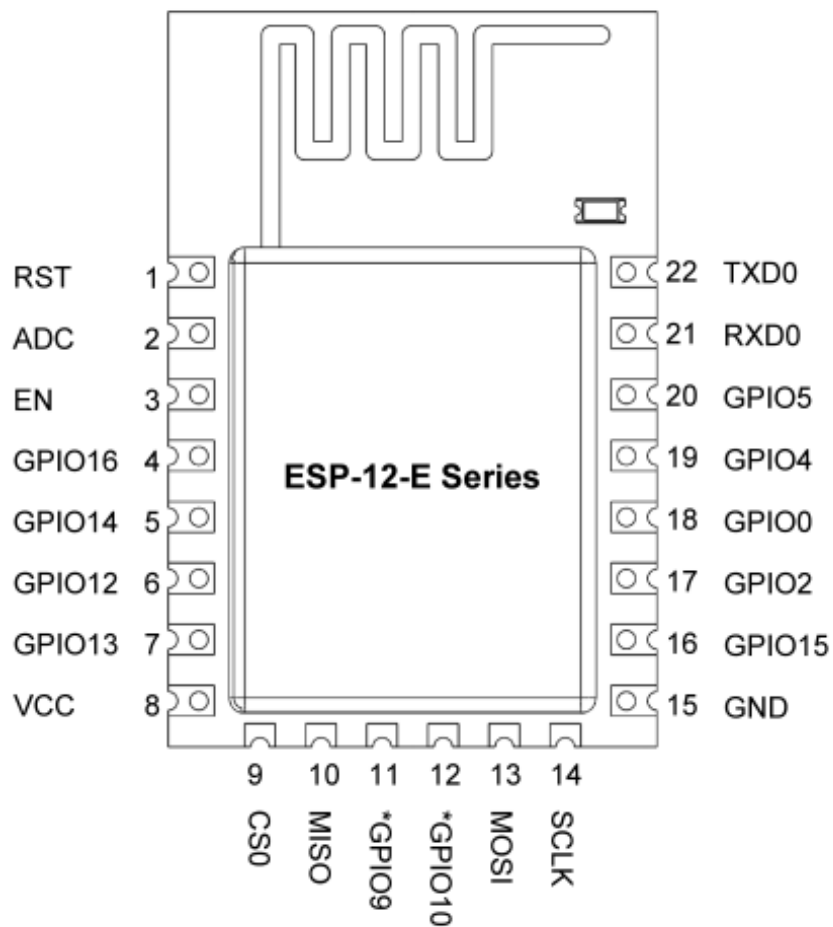 RST 1
ADC 2
EN 3
GPIO16 4
GPIO14 5
GPIO12 6
GPIO13 7
VCC 8
ESP-12-E Series
22 TXD0
21 RXD0
20 GPIO5
19 GPIO4
18 GPIO0
17 GPIO2
16 GPIO15
15 GND
9 10 11 12 13 14
CS0
MISO
*GPIO9
*GPIO10
MOSI
SCLK